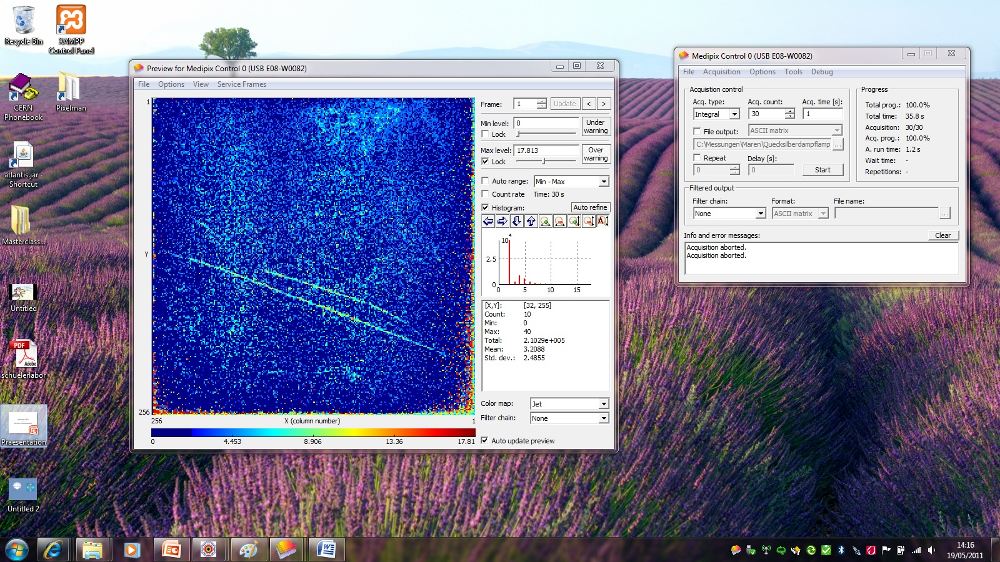 Recycle Bin
XAMPP
Control Panel
CERN
Phonebook
Pixelman
atlantis.jar -
Shortcut
Masterclass...
Untitled
PDF
Adobe
schuelerlabor
Praesentation
Untitled 2
Preview for Medipix Control 0 (USB E08-W0082)
File Options View Service Frames
1
Y
256
256 X (column number) 1
0 4.453 8.906 13.36 17.81
Frame: 1 Update < >
Min level: 0 Under
warning
Lock
Max level: 17.813 Over
warning
Lock
Auto range: Min - Max
Count rate Time: 30 s
Histogram: Auto refine
A
4
10
2.5
0
0 5 10 15
[X,Y]: [32, 255]
Count: 10
Min: 0
Max: 40
Total: 2.1029e+005
Mean: 3.2088
Std. dev.: 2.4855
Color map: Jet
Filter chain: None
Auto update preview
Medipix Control 0 (USB E08-W0082)
File Acquisition Options Tools Debug
Acquistion control
Acq. type: Acq. count: Acq. time [s]:
Integral 30 1
File output: ASCII matrix
C:\Messungen\Maren\Quecksilberdampflamp ...
Repeat Delay [s]:
0 0 Start
Progress
Total prog.: 100.0%
Total time: 35.8 s
Acquisition: 30/30
Acq. prog.: 100.0%
A. run time: 1.2 s
Wait time: -
Repetitions: -
Filtered output
Filter chain: Format: File name:
None ASCII matrix ...
Info and error messages: Clear
Acquisition aborted.
Acquisition aborted.
14:16
19/05/2011